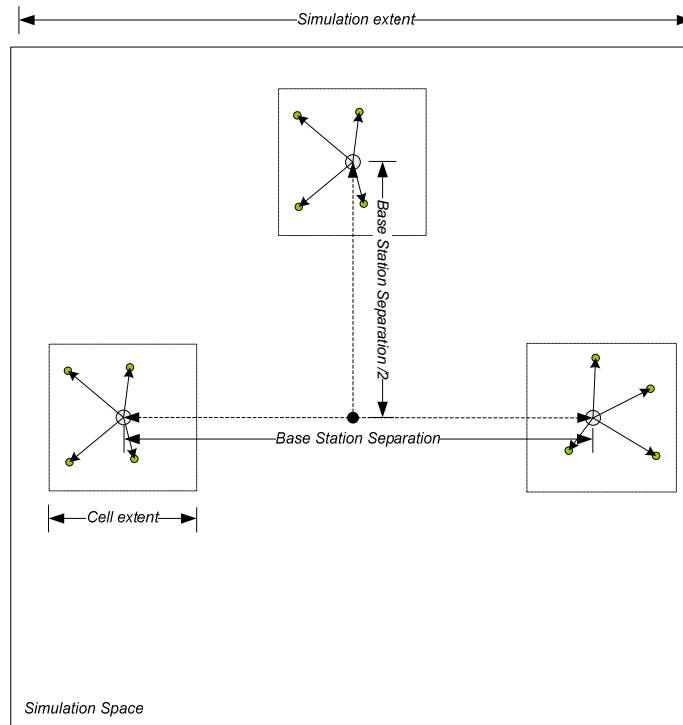 Simulation extent
Base Station Separation /2
Base Station Separation
Cell extent
Simulation Space